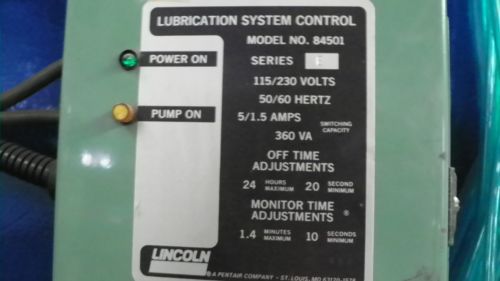 LUBRICATION SYSTEM CONTROL
MODEL NO. 84501
POWER ON
SERIES
115/230 VOLTS
50/60 HERTZ
PUMP ON
5/1.5 AMPS SWITCHING CAPACITY
360 VA
OFF TIME
ADJUSTMENTS
24 HOURS MAXIMUM 20 SECOND MINIMUM
MONITOR TIME
ADJUSTMENTS
1.4 MINUTES MAXIMUM 10 SECONDS MINIMUM
LINCOLN ®
A PENTAIR COMPANY - ST. LOUIS, MO 63120-1578